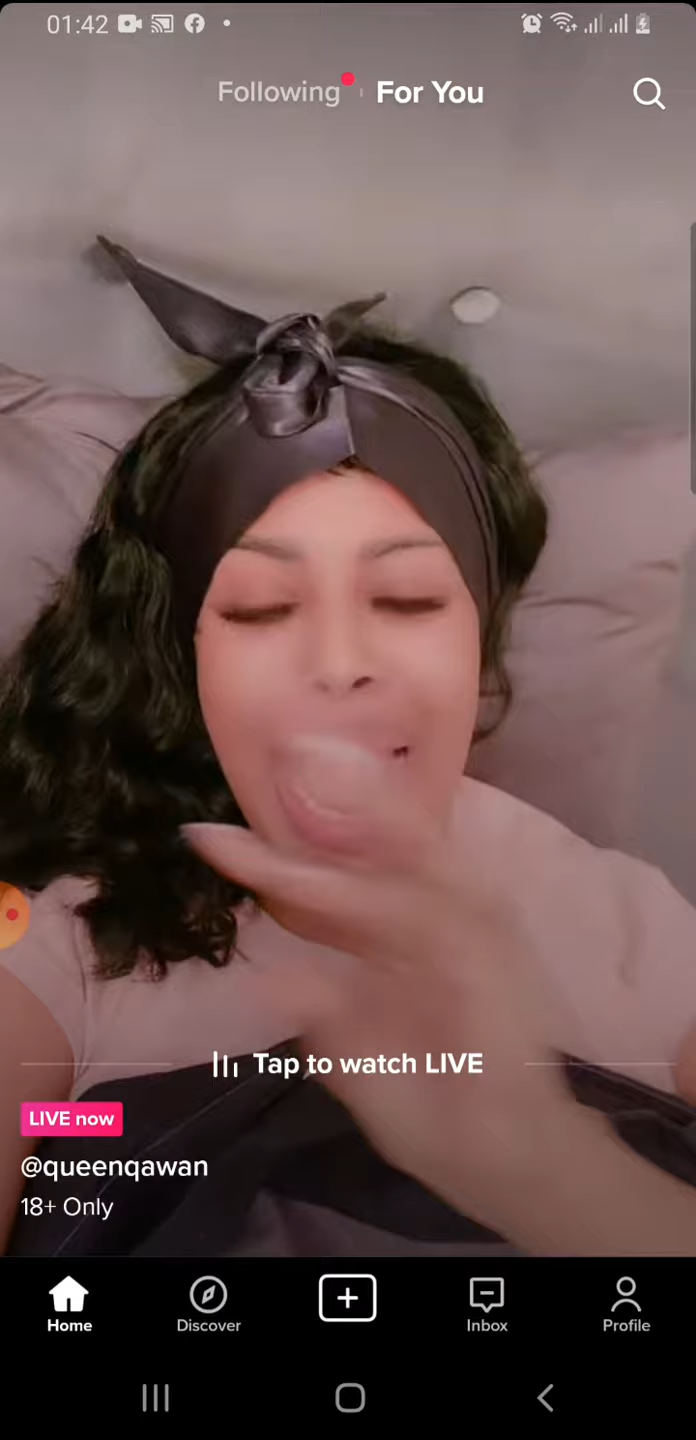 01:42
Following
For You
Tap to watch LIVE
LIVE now
@queenqawan
18+ Only
Home
Discover
Inbox
Profile